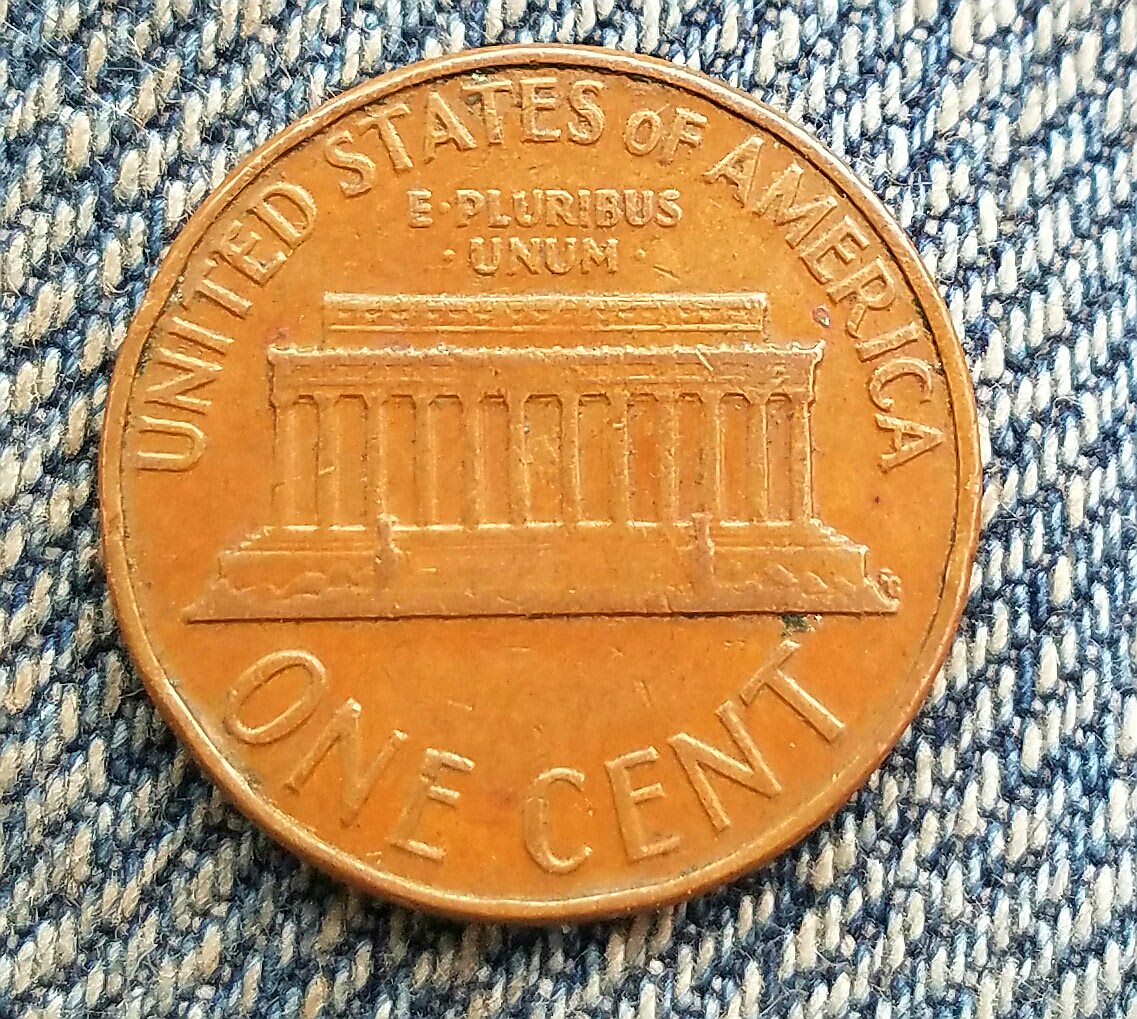 UNITED STATES OF AMERICA
E·PLURIBUS
·UNUM·
ONE CENT